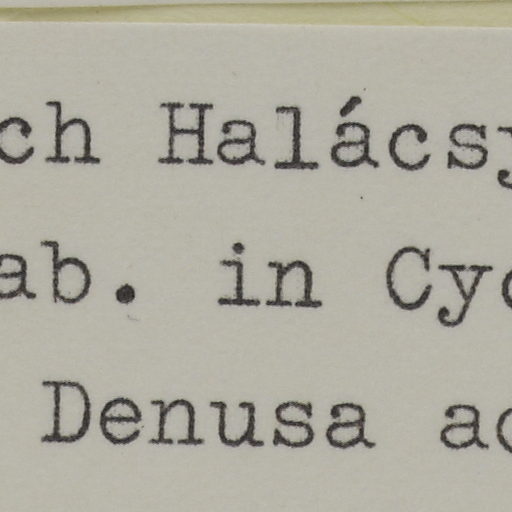 ch Halácsy
ab. in Cyc
Denusa ac